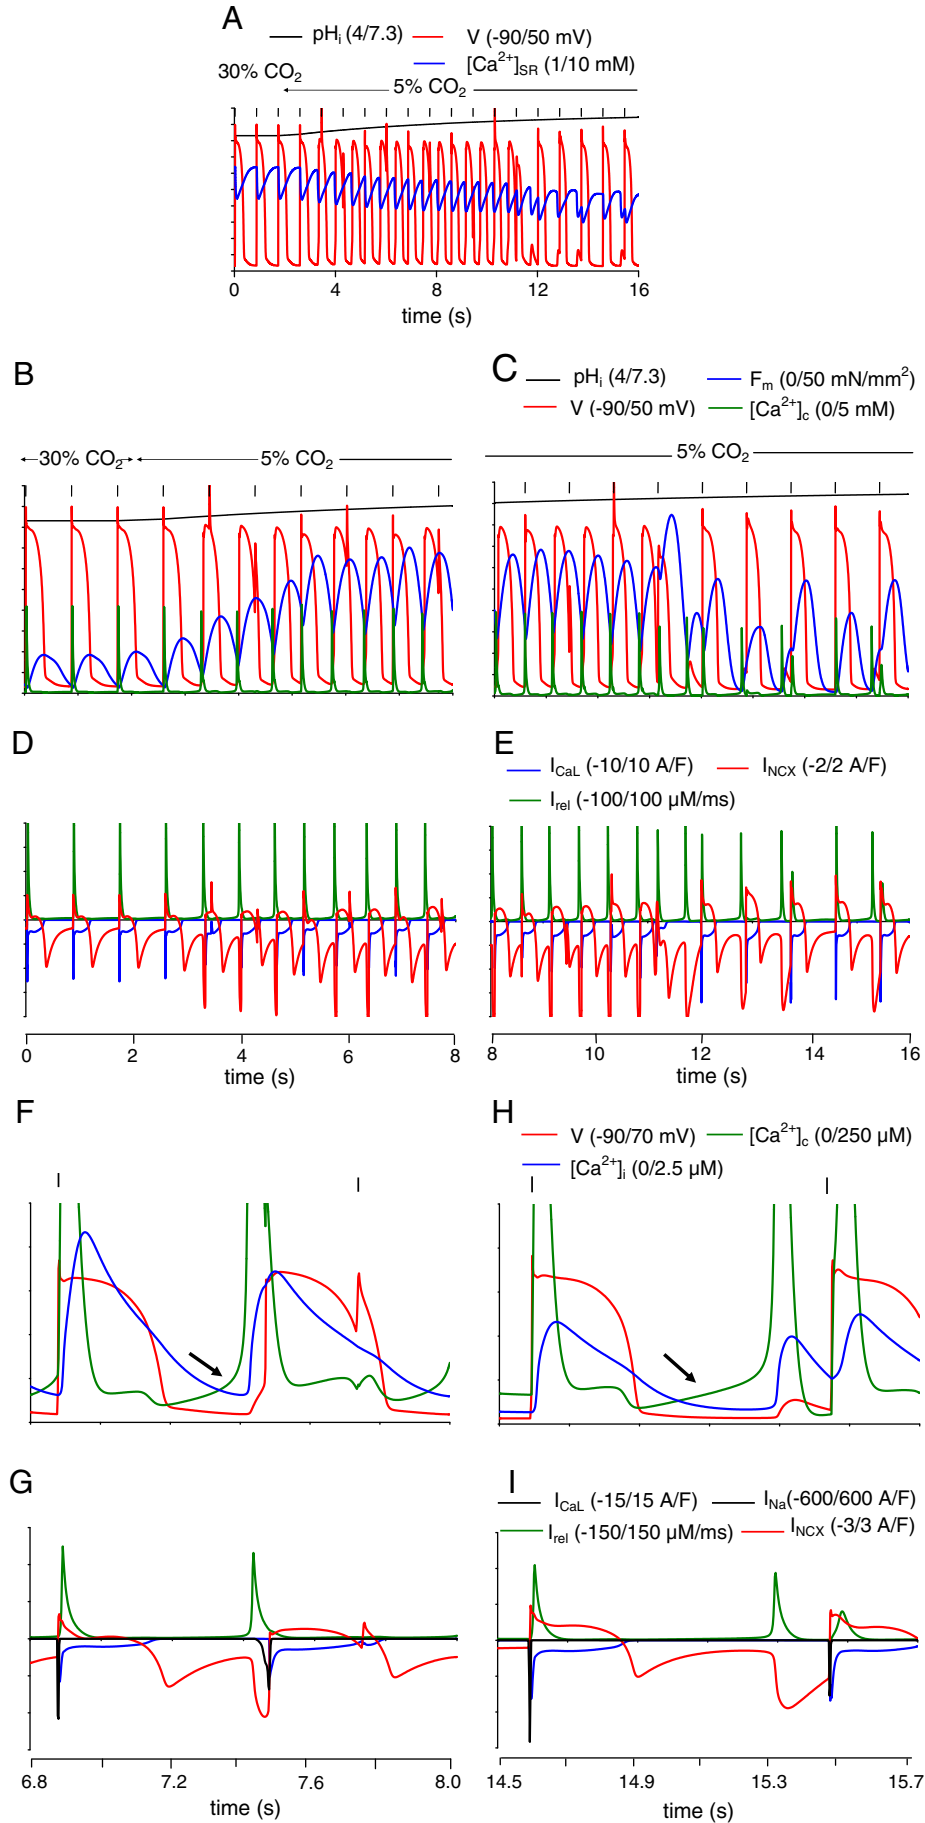 A
pHi (4/7.3)
V (-90/50 mV)
[Ca2+]SR (1/10 mM)
30% CO2
5% CO2
0
4
8
12
16
time (s)
B
C
pHi (4/7.3)
Fm (0/50 mN/mm2)
V (-90/50 mV)
[Ca2+]c (0/5 mM)
30% CO2
5% CO2
5% CO2
D
E
ICaL (-10/10 A/F)
INCX (-2/2 A/F)
Irel (-100/100 µM/ms)
0
2
4
6
8
8
10
12
14
16
time (s)
time (s)
F
H
V (-90/70 mV)
[Ca2+]c (0/250 µM)
[Ca2+]i (0/2.5 µM)
G
I
ICaL (-15/15 A/F)
INa(-600/600 A/F)
Irel (-150/150 µM/ms)
INCX (-3/3 A/F)
6.8
7.2
7.6
8.0
14.5
14.9
15.3
15.7
time (s)
time (s)